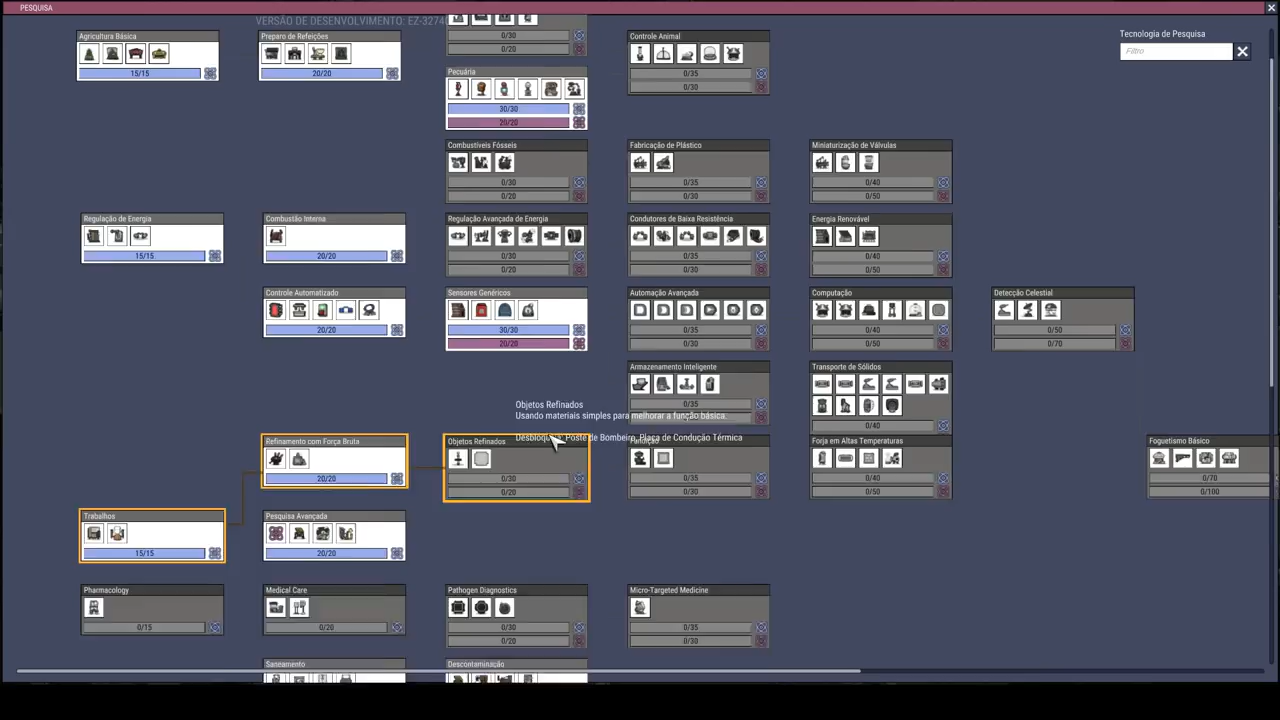 PESQUISA
VERSÃO DE DESENVOLVIMENTO: EZ-3274
Tecnologia de Pesquisa
Filtro
0/30
0/20
Agricultura Básica
15/15
Preparo de Refeições
20/20
Controle Animal
0/35
0/30
Pecuária
30/30
20/20
Combustíveis Fósseis
0/30
0/20
Fabricação de Plástico
0/35
0/30
Miniaturização de Válvulas
0/40
0/50
Regulação de Energia
15/15
Combustão Interna
20/20
Regulação Avançada de Energia
0/30
0/20
Condutores de Baixa Resistência
0/35
0/30
Energia Renovável
0/40
0/50
Controle Automatizado
20/20
Sensores Genéricos
30/30
20/20
Automação Avançada
0/35
0/30
Computação
0/40
0/50
Detecção Celestial
0/50
0/70
Armazenamento Inteligente
0/35
Transporte de Sólidos
0/40
Objetos Refinados
Usando materiais simples para melhorar a função básica.
Desbloqueia: Poste de Bombeiro, Placa de Condução Térmica
Refinamento com Força Bruta
20/20
Objetos Refinados
0/30
0/20
Fundição
0/35
0/30
Forja em Altas Temperaturas
0/40
0/50
Foguetismo Básico
0/70
0/100
Trabalhos
15/15
Pesquisa Avançada
20/20
Pharmacology
0/15
Medical Care
0/20
Pathogen Diagnostics
0/30
0/20
Micro-Targeted Medicine
0/35
0/30
Saneamento
Descontaminação